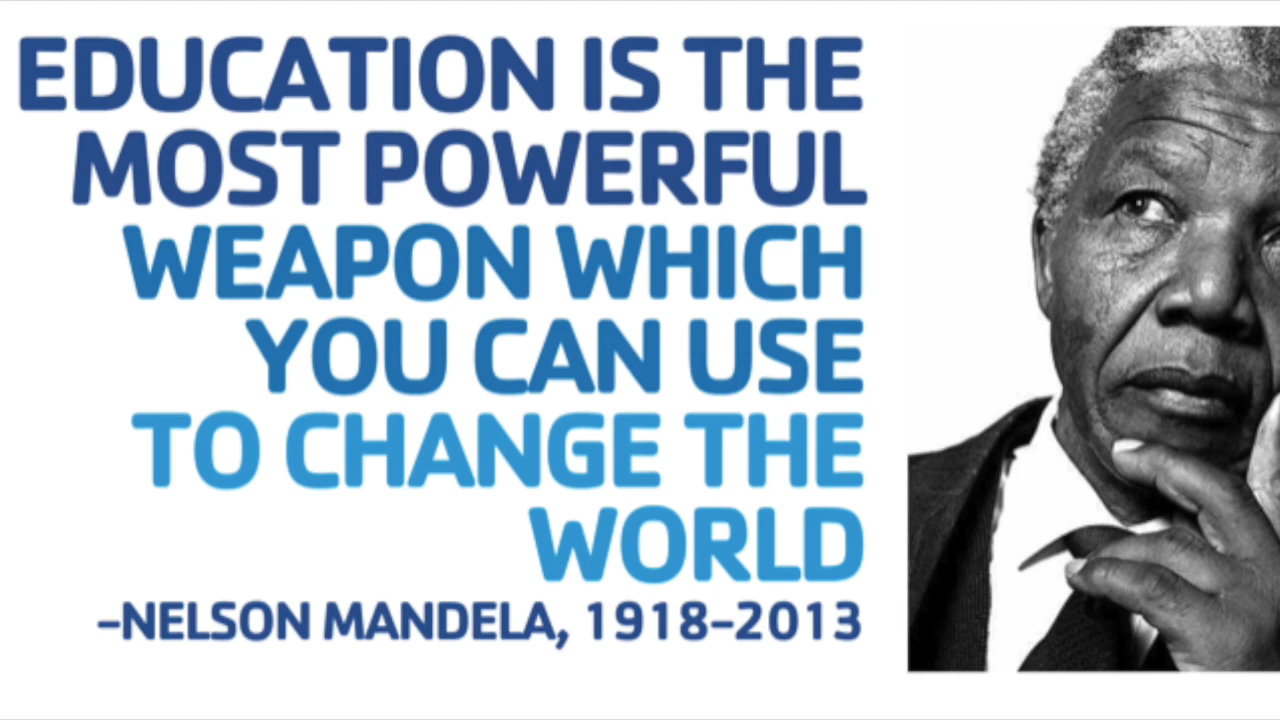 EDUCATION IS THE
MOST POWERFUL
WEAPON WHICH
YOU CAN USE
TO CHANGE THE
WORLD
–NELSON MANDELA, 1918–2013